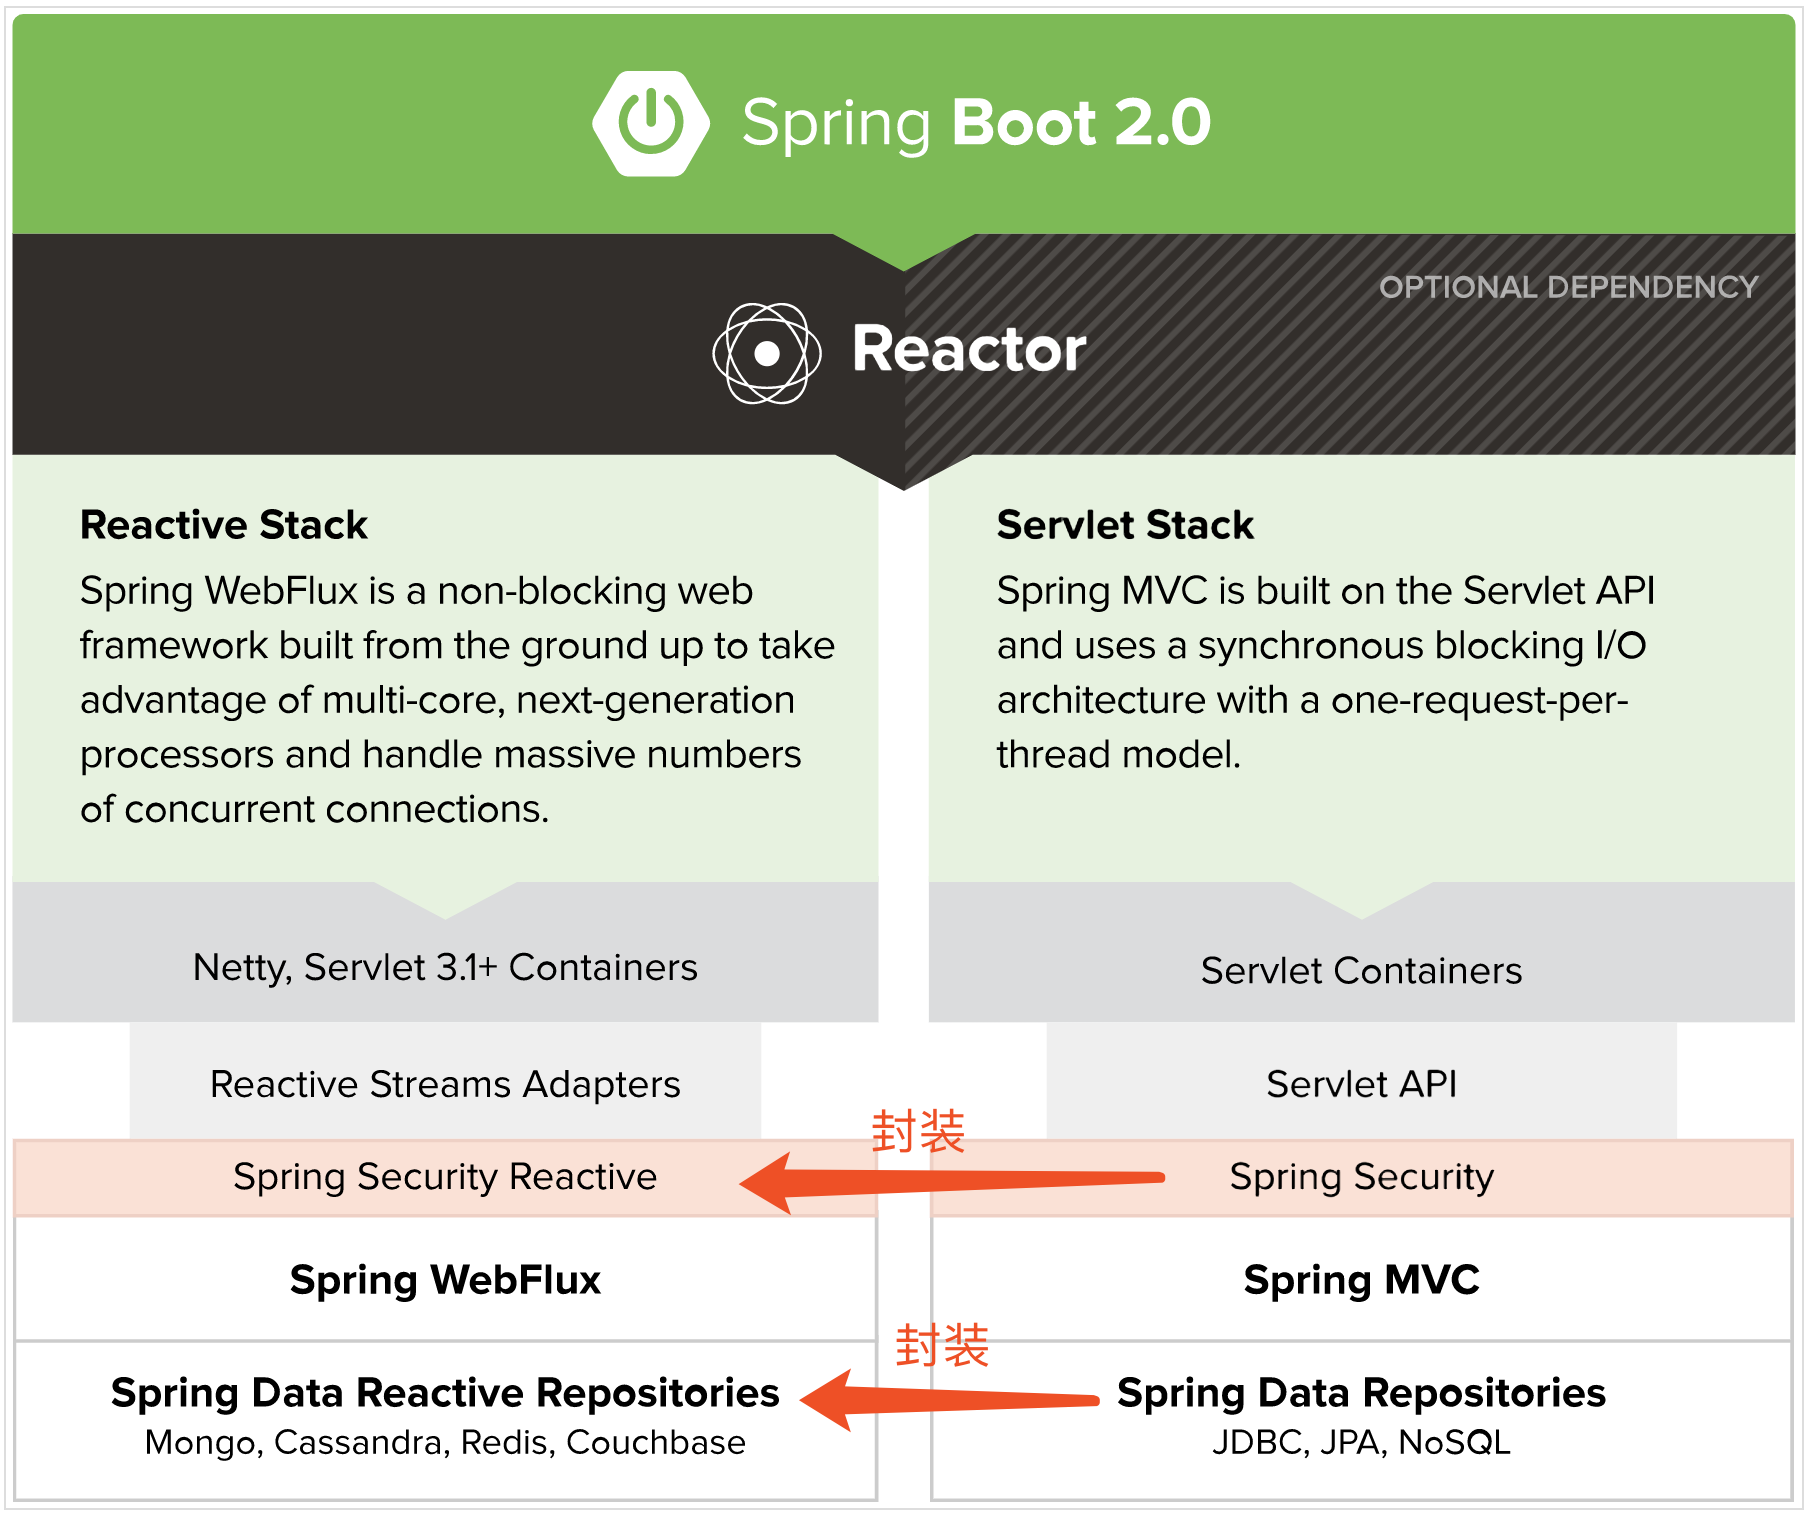 Spring Boot 2.0
OPTIONAL DEPENDENCY
Reactor
Reactive Stack
Spring WebFlux is a non-blocking web
framework built from the ground up to take
advantage of multi-core, next-generation
processors and handle massive numbers
of concurrent connections.
Servlet Stack
Spring MVC is built on the Servlet API
and uses a synchronous blocking I/O
architecture with a one-request-per-
thread model.
Netty, Servlet 3.1+ Containers
Servlet Containers
Reactive Streams Adapters
Servlet API
封装
Spring Security Reactive
Spring Security
Spring WebFlux
Spring MVC
封装
Spring Data Reactive Repositories
Mongo, Cassandra, Redis, Couchbase
Spring Data Repositories
JDBC, JPA, NoSQL